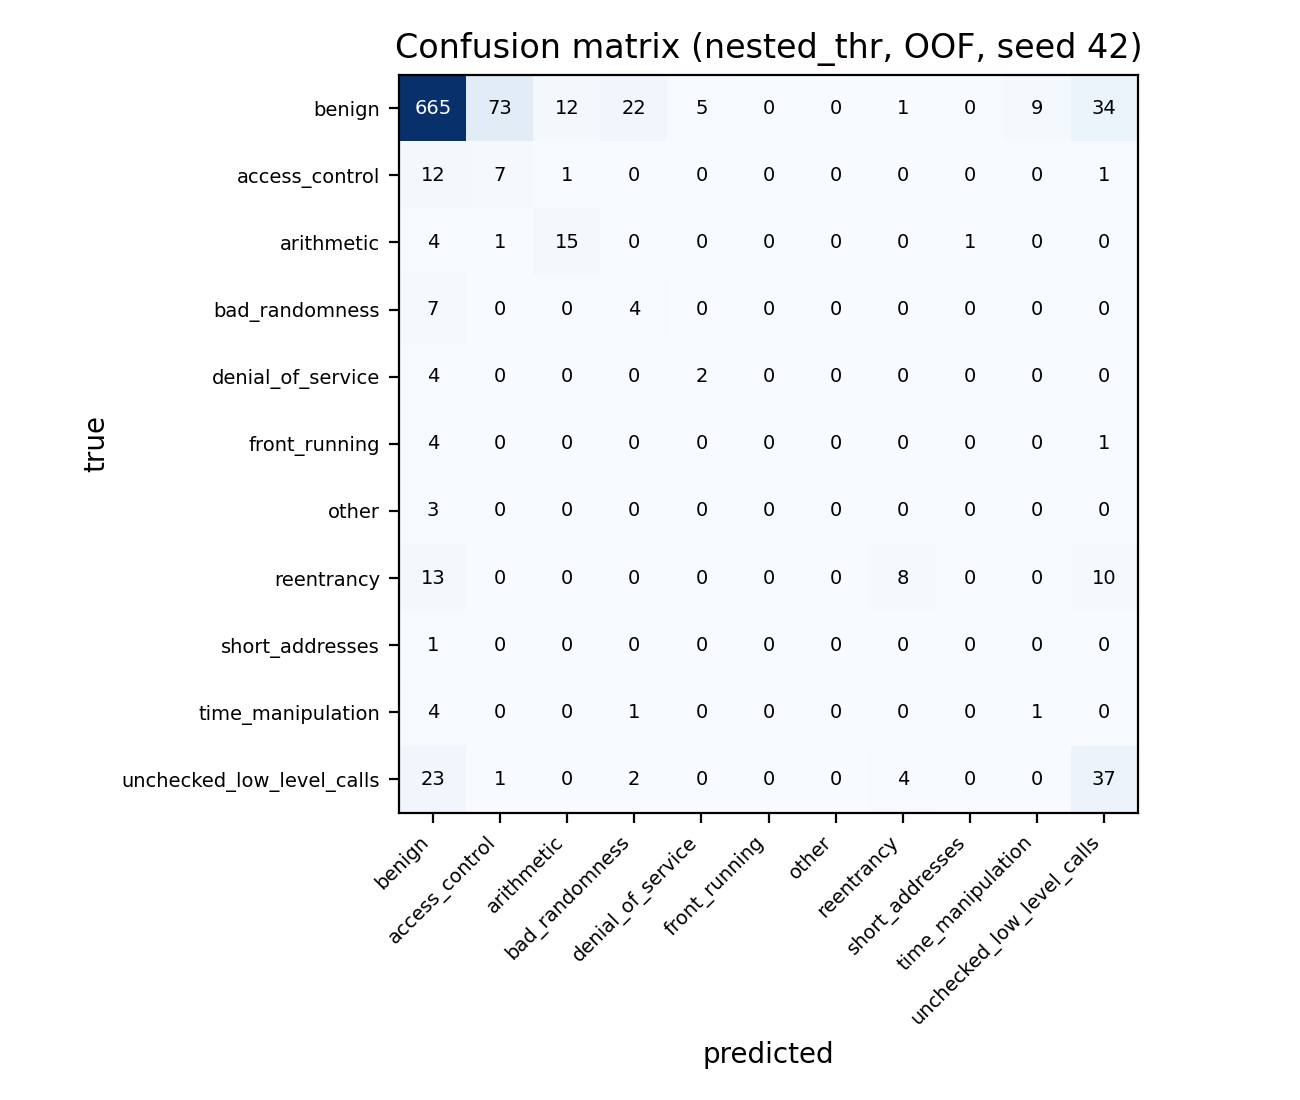 Confusion matrix (nested_thr, OOF, seed 42)
benign 665 73 12 22 5 0 0 1 0 9 34
access_control 12 7 1 0 0 0 0 0 0 0 1
arithmetic 4 1 15 0 0 0 0 0 1 0 0
bad_randomness 7 0 0 4 0 0 0 0 0 0 0
denial_of_service 4 0 0 0 2 0 0 0 0 0 0
front_running 4 0 0 0 0 0 0 0 0 0 1
other 3 0 0 0 0 0 0 0 0 0 0
reentrancy 13 0 0 0 0 0 0 8 0 0 10
short_addresses 1 0 0 0 0 0 0 0 0 0 0
time_manipulation 4 0 0 1 0 0 0 0 0 1 0
unchecked_low_level_calls 23 1 0 2 0 0 0 4 0 0 37
true
benign
access_control
arithmetic
bad_randomness
denial_of_service
front_running
other
reentrancy
short_addresses
time_manipulation
unchecked_low_level_calls
predicted